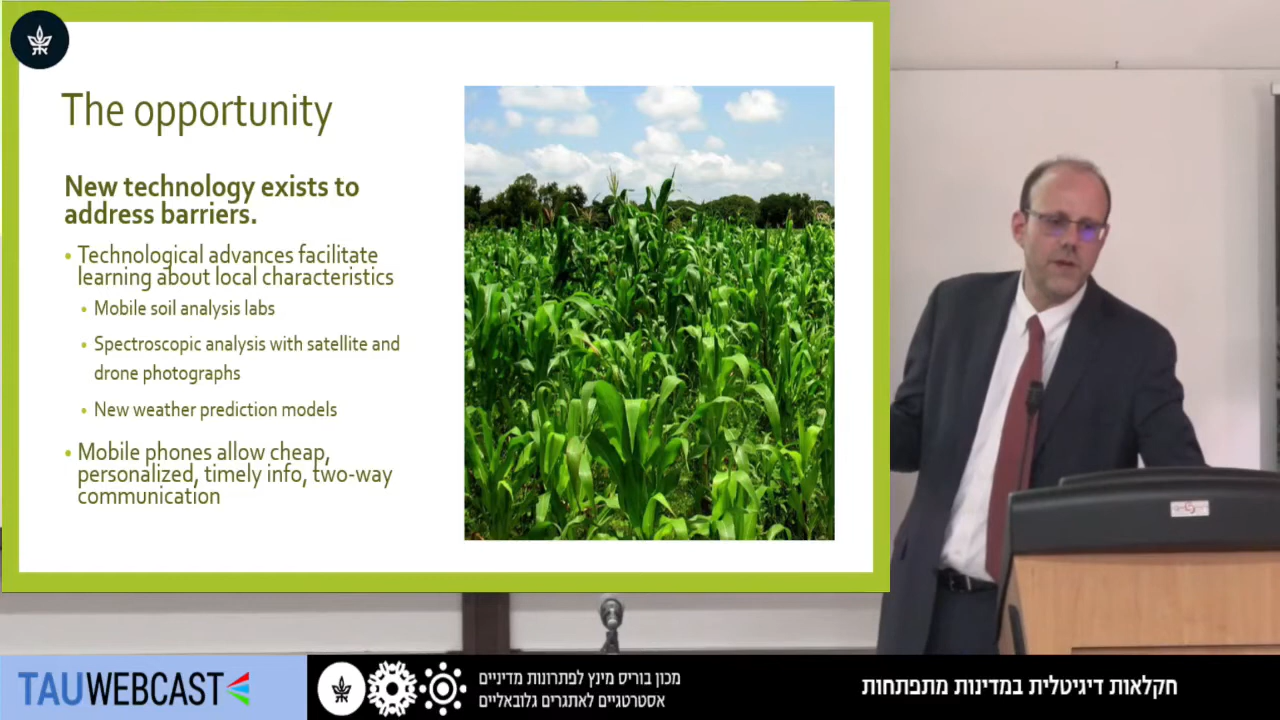 The opportunity
New technology exists to
address barriers.
• Technological advances facilitate
learning about local characteristics
• Mobile soil analysis labs
• Spectroscopic analysis with satellite and
drone photographs
• New weather prediction models
• Mobile phones allow cheap,
personalized, timely info, two-way
communication
TAUWEBCAST
מכון בוריס מינץ לפתרונות מדיניים
אסטרטגיים לאתגרים גלובאליים
חקלאות דיגיטלית במדינות מתפתחות